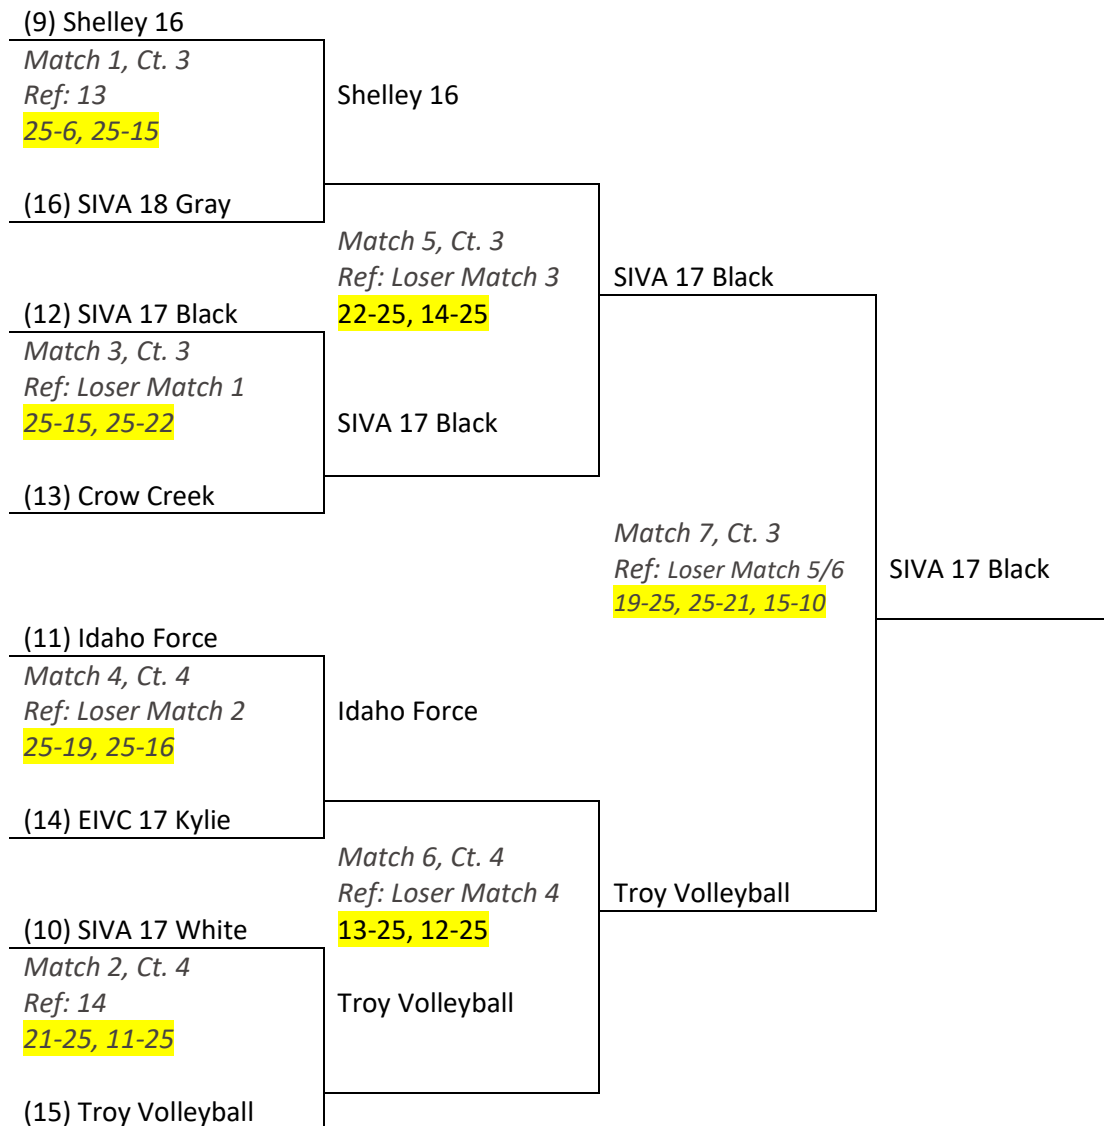 (9) Shelley 16
Match 1, Ct. 3
Ref: 13
25-6, 25-15
Shelley 16
(16) SIVA 18 Gray
Match 5, Ct. 3
Ref: Loser Match 3
22-25, 14-25
SIVA 17 Black
(12) SIVA 17 Black
Match 3, Ct. 3
Ref: Loser Match 1
25-15, 25-22
SIVA 17 Black
(13) Crow Creek
Match 7, Ct. 3
Ref: Loser Match 5/6
19-25, 25-21, 15-10
SIVA 17 Black
(11) Idaho Force
Match 4, Ct. 4
Ref: Loser Match 2
25-19, 25-16
Idaho Force
(14) EIVC 17 Kylie
Match 6, Ct. 4
Ref: Loser Match 4
13-25, 12-25
Troy Volleyball
(10) SIVA 17 White
Match 2, Ct. 4
Ref: 14
21-25, 11-25
Troy Volleyball
(15) Troy Volleyball